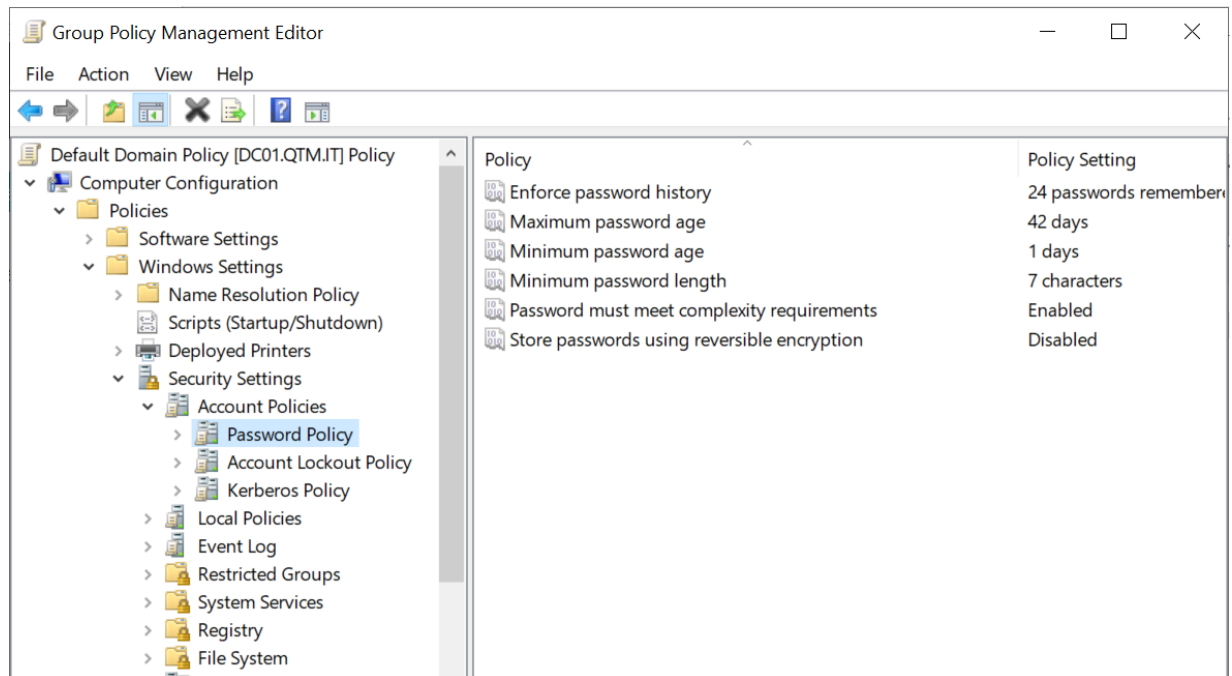 Group Policy Management Editor
File Action View Help
Default Domain Policy [DC01.QTM.IT] Policy
Computer Configuration
Policies
Software Settings
Windows Settings
Name Resolution Policy
Scripts (Startup/Shutdown)
Deployed Printers
Security Settings
Account Policies
Password Policy
Account Lockout Policy
Kerberos Policy
Local Policies
Event Log
Restricted Groups
System Services
Registry
File System
Policy Policy Setting
Enforce password history 24 passwords remembere
Maximum password age 42 days
Minimum password age 1 days
Minimum password length 7 characters
Password must meet complexity requirements Enabled
Store passwords using reversible encryption Disabled